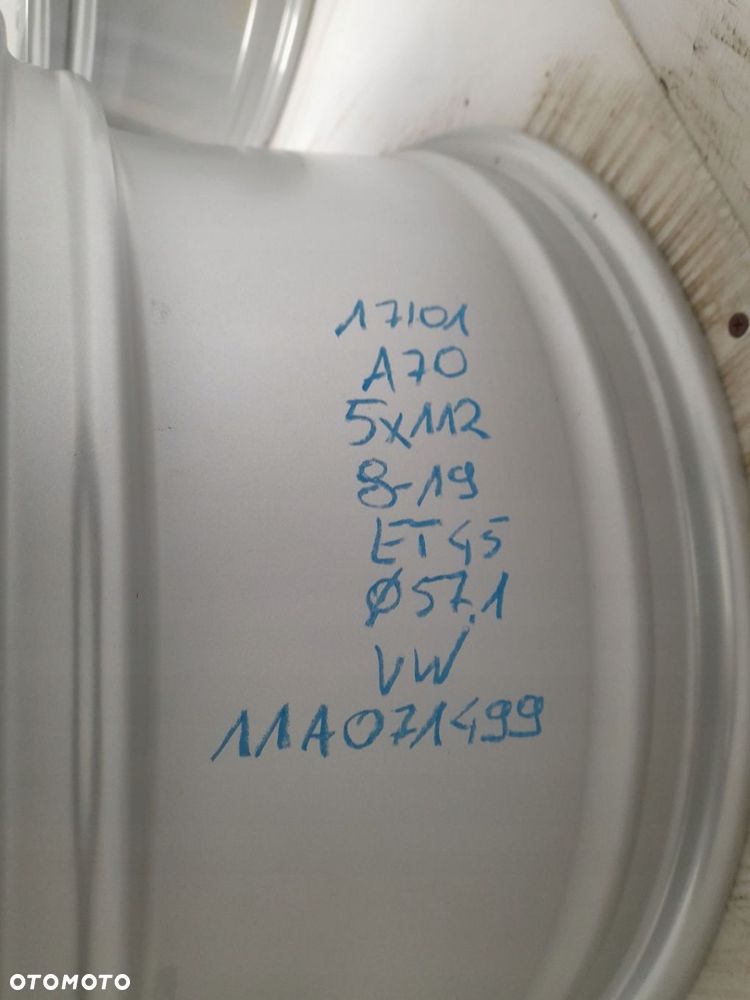 17101
A70
5x112
8-19
ET45
Ø57,1
VW
11A071499
OTOMOTO